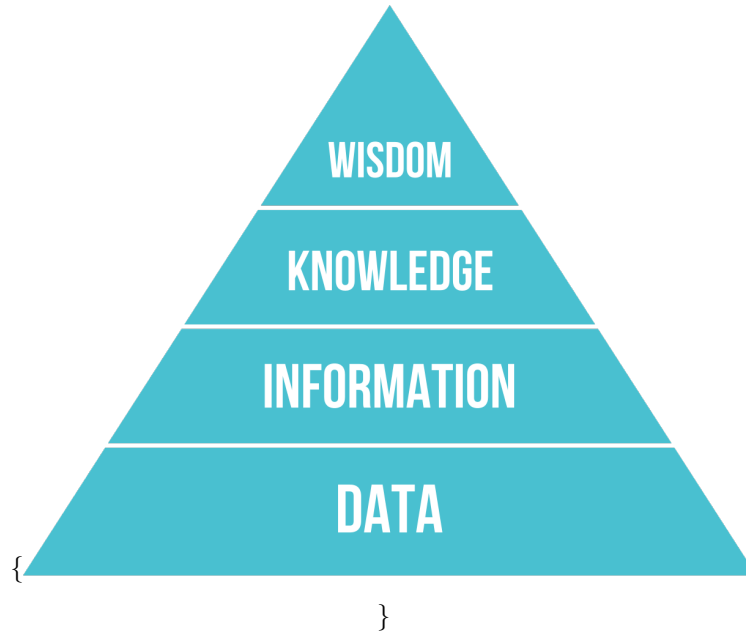 WISDOM
KNOWLEDGE
INFORMATION
DATA
{
}